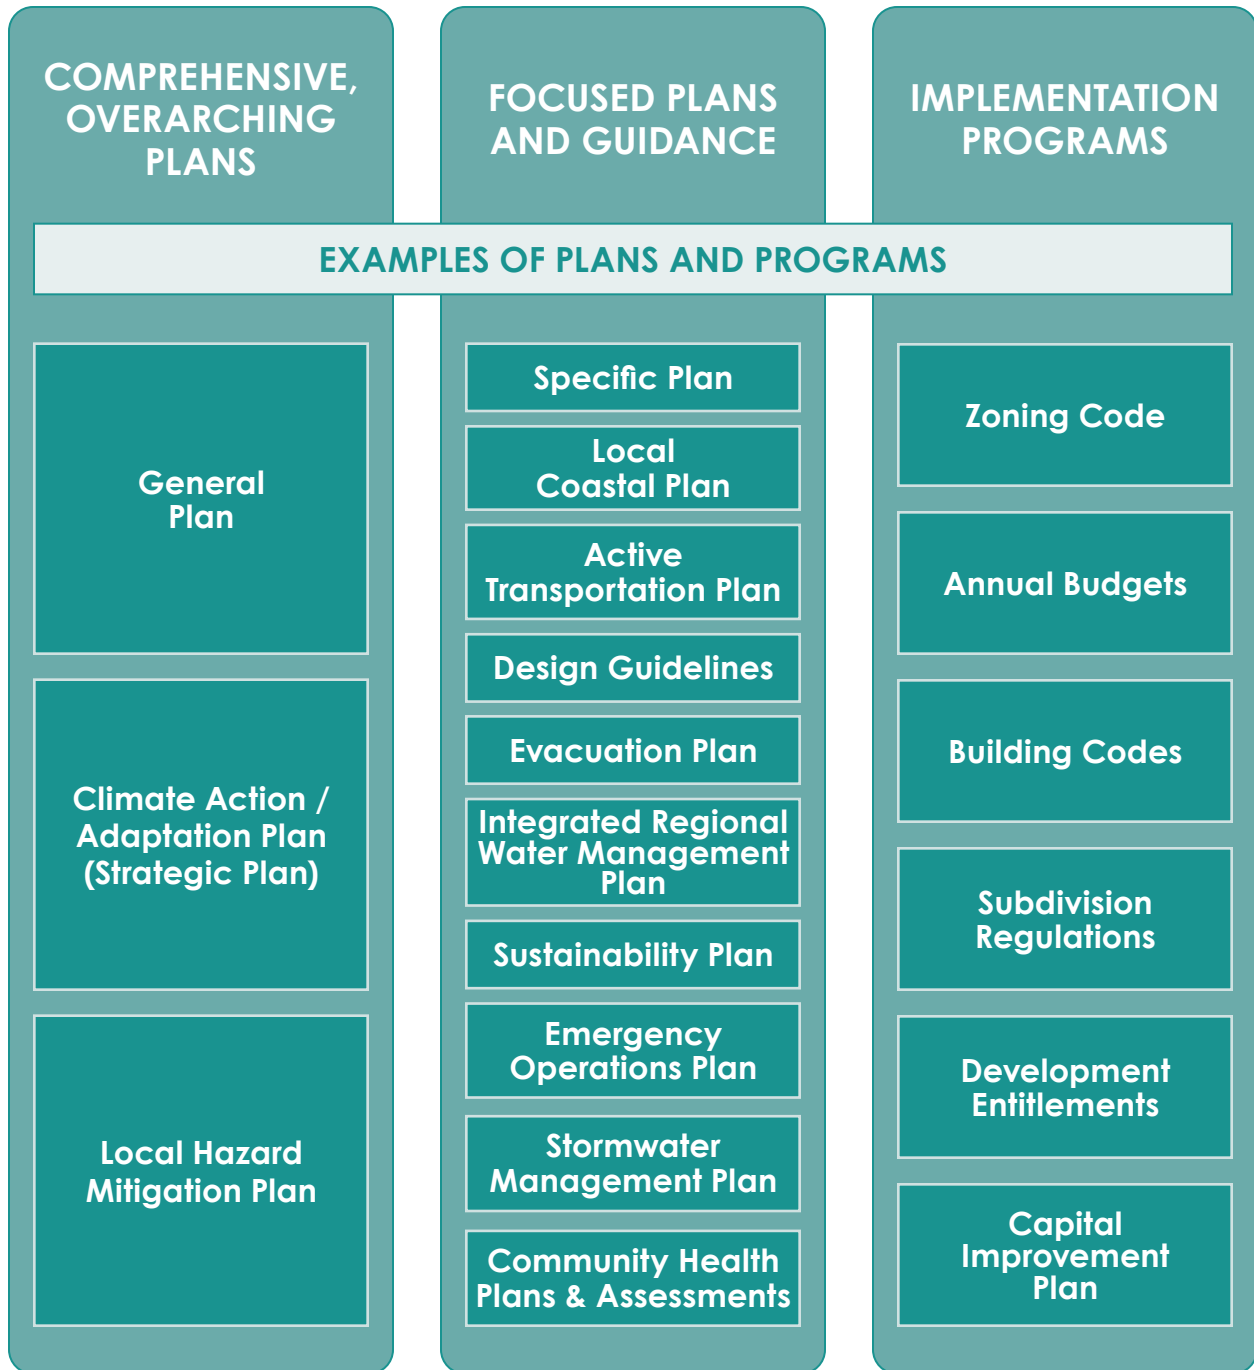 COMPREHENSIVE,
OVERARCHING
PLANS
FOCUSED PLANS
AND GUIDANCE
IMPLEMENTATION
PROGRAMS
EXAMPLES OF PLANS AND PROGRAMS
General
Plan
Climate Action /
Adaptation Plan
(Strategic Plan)
Local Hazard
Mitigation Plan
Specific Plan
Local
Coastal Plan
Active
Transportation Plan
Design Guidelines
Evacuation Plan
Integrated Regional
Water Management
Plan
Sustainability Plan
Emergency
Operations Plan
Stormwater
Management Plan
Community Health
Plans & Assessments
Zoning Code
Annual Budgets
Building Codes
Subdivision
Regulations
Development
Entitlements
Capital
Improvement
Plan